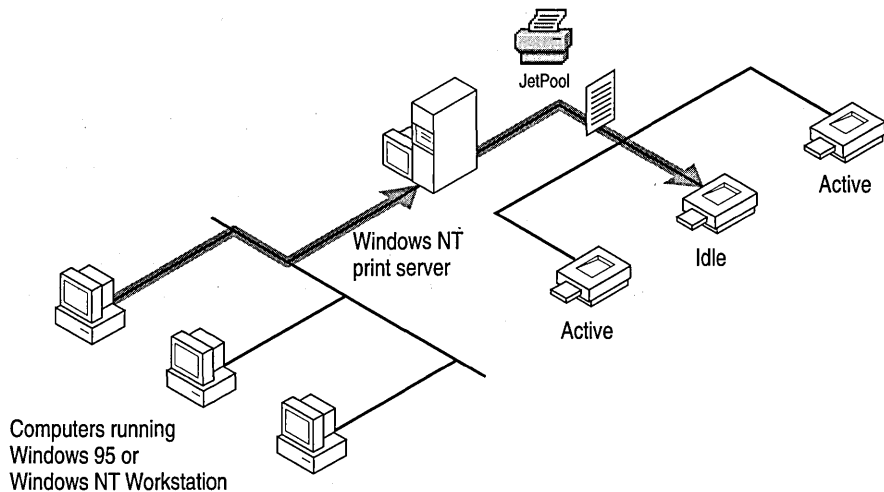 JetPool
Active
Windows NT
print server
Idle
Active
Computers running
Windows 95 or
Windows NT Workstation